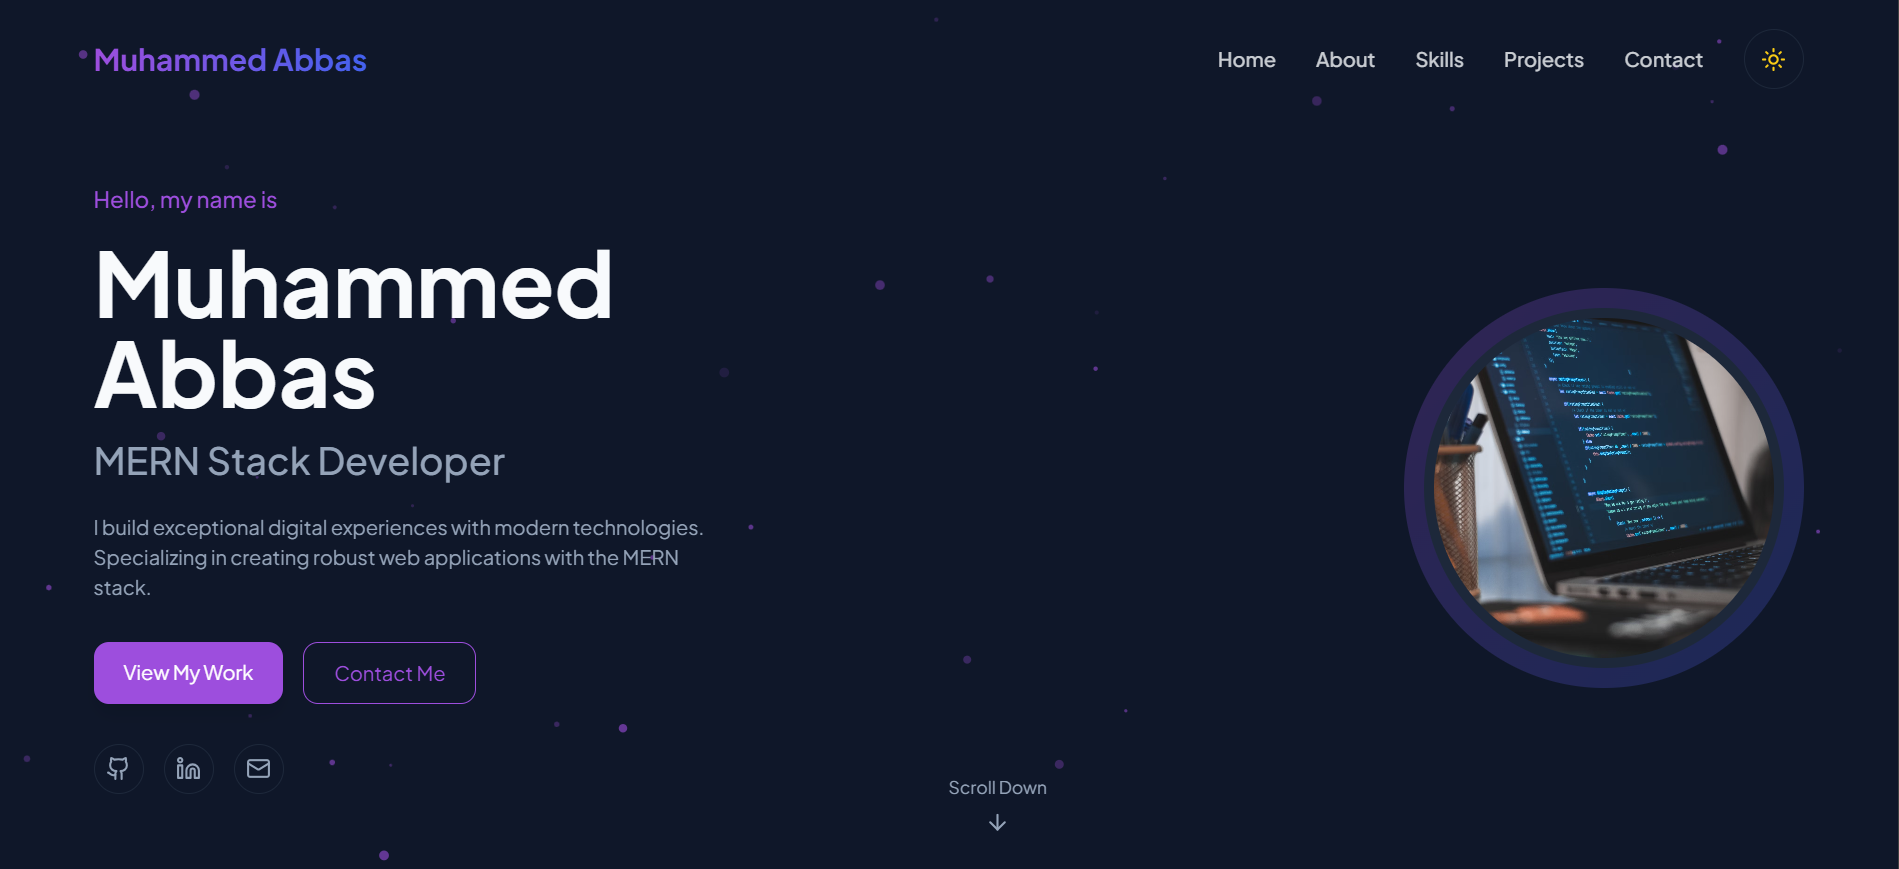 Muhammed Abbas
Home About Skills Projects Contact
Hello, my name is
Muhammed
Abbas
MERN Stack Developer
I build exceptional digital experiences with modern technologies.
Specializing in creating robust web applications with the MERN
stack.
View My Work Contact Me
Scroll Down